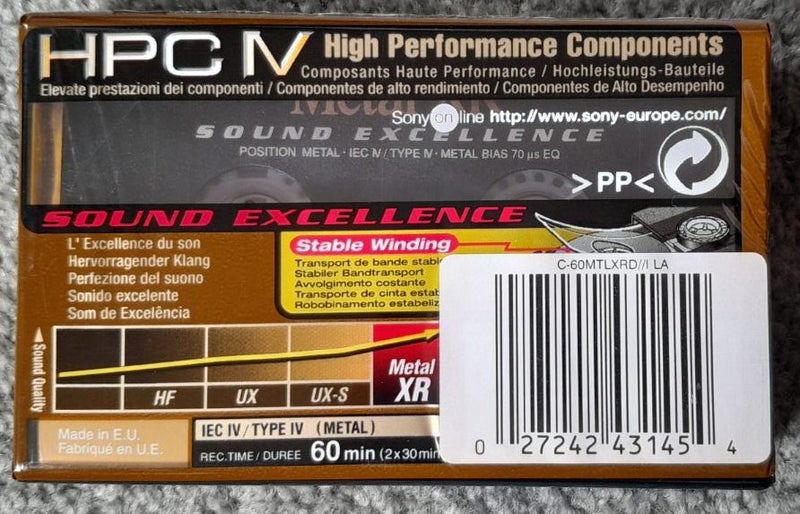 HPC IV High Performance Components
Composants Haute Performance / Hochleistungs-Bauteile
Elevate prestazioni dei componenti / Componentes de alto rendimiento / Componentes de Alto Desempenho
Metal XR
Sony on line http://www.sony-europe.com/
SOUND EXCELLENCE
POSITION METAL · IEC IV / TYPE IV · METAL BIAS 70 µs EQ
>PP<
SOUND EXCELLENCE
L' Excellence du son
Hervorragender Klang
Perfezione del suono
Sonido excelente
Som de Excelência
Stable Winding
Transport de bande
Stabiler Bandtransport
Avvolgimento costante
Transporte de cinta
Robobinamento
C-60MTLXRD//I LA
Sound Quality
HF
UX
UX-S
Metal
XR
0 27242 43145 4
Made in E.U.
Fabriqué en U.E.
IEC IV / TYPE IV (METAL)
REC.TIME / DUREE 60 min (2x30min